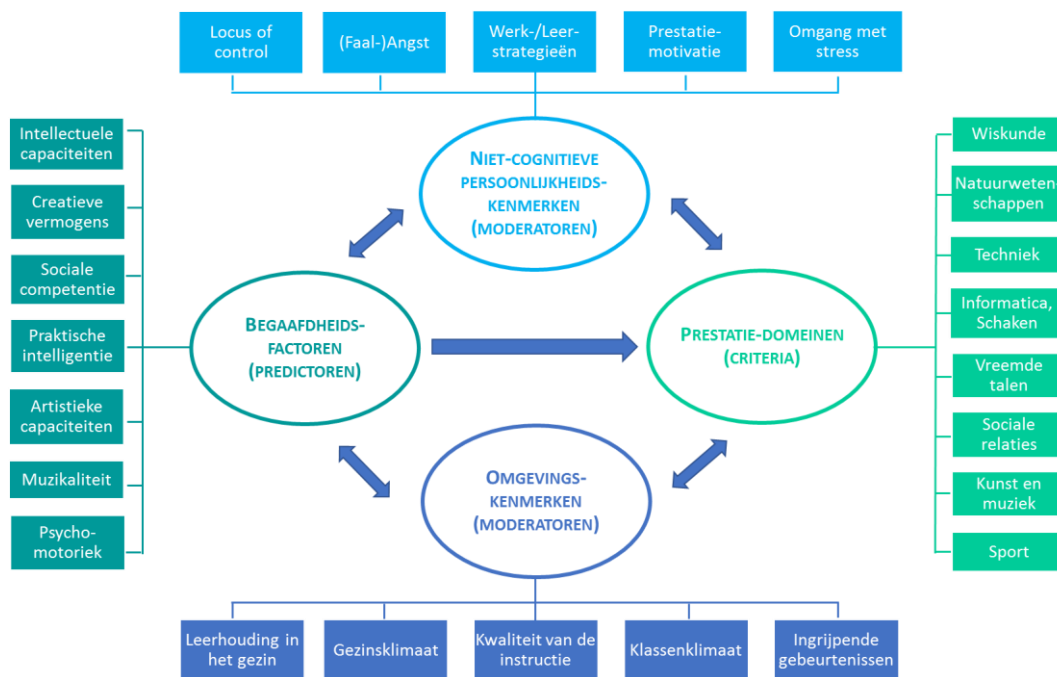 Locus of
control
(Faal-)Angst
Werk-/Leer-
strategieën
Prestatie-
motivatie
Omgang met
stress
NIET-COGNITIEVE
PERSOONLIJKHEIDS-
KENMERKEN
(MODERATOREN)
Intellectuele
capaciteiten
Creatieve
vermogens
Sociale
competentie
Praktische
intelligentie
Artistieke
capaciteiten
Muzikaliteit
Psycho-
motoriek
BEGAAFDHEIDS-
FACTOREN
(PREDICTOREN)
PRESTATIE-DOMEINEN
(CRITERIA)
Wiskunde
Natuurweten-
schappen
Techniek
Informatica,
Schaken
Vreemde
talen
Sociale
relaties
Kunst en
muziek
Sport
OMGEVINGS-
KENMERKEN
(MODERATOREN)
Leerhouding in
het gezin
Gezinsklimaat
Kwaliteit van de
instructie
Klassenklimaat
Ingrijpende
gebeurtenissen